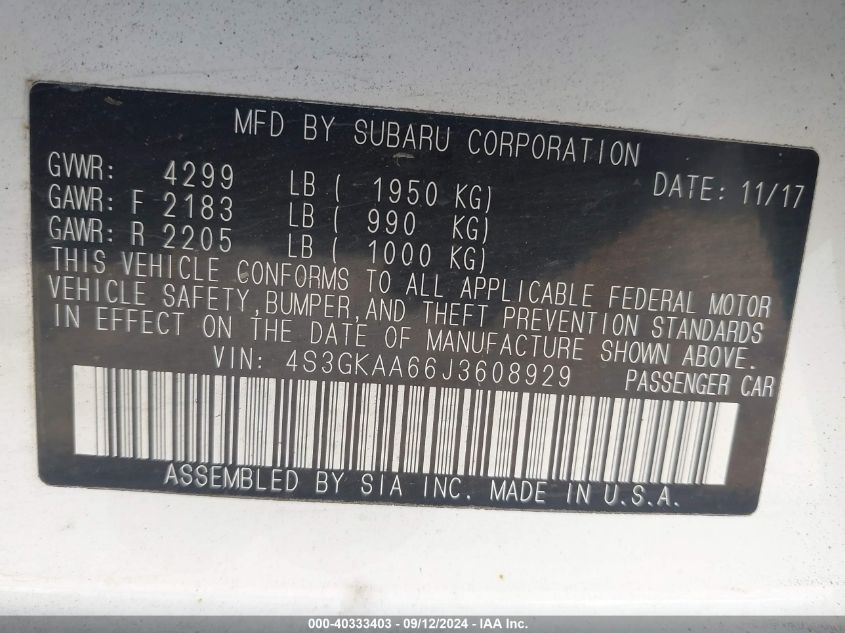 MFD BY SUBARU CORPORATION
GVWR: 4299 LB ( 1950 KG) DATE: 11/17
GAWR: F 2183 LB ( 990 KG)
GAWR: R 2205 LB ( 1000 KG)
THIS VEHICLE CONFORMS TO ALL APPLICABLE FEDERAL MOTOR
VEHICLE SAFETY, BUMPER, AND THEFT PREVENTION STANDARDS
IN EFFECT ON THE DATE OF MANUFACTURE SHOWN ABOVE.
VIN: 4S3GKAA66J3608929 PASSENGER CAR
ASSEMBLED BY SIA INC. MADE IN U.S.A.
000-40333403 - 09/12/2024 - IAA Inc.